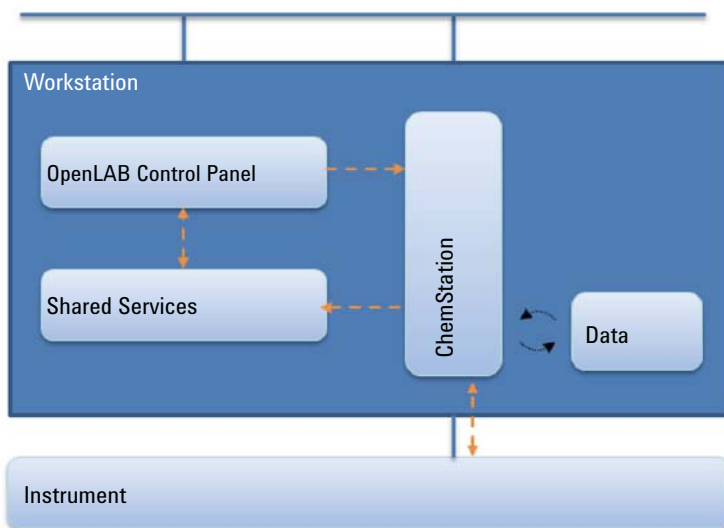 Workstation
OpenLAB Control Panel
Shared Services
ChemStation
Data
Instrument